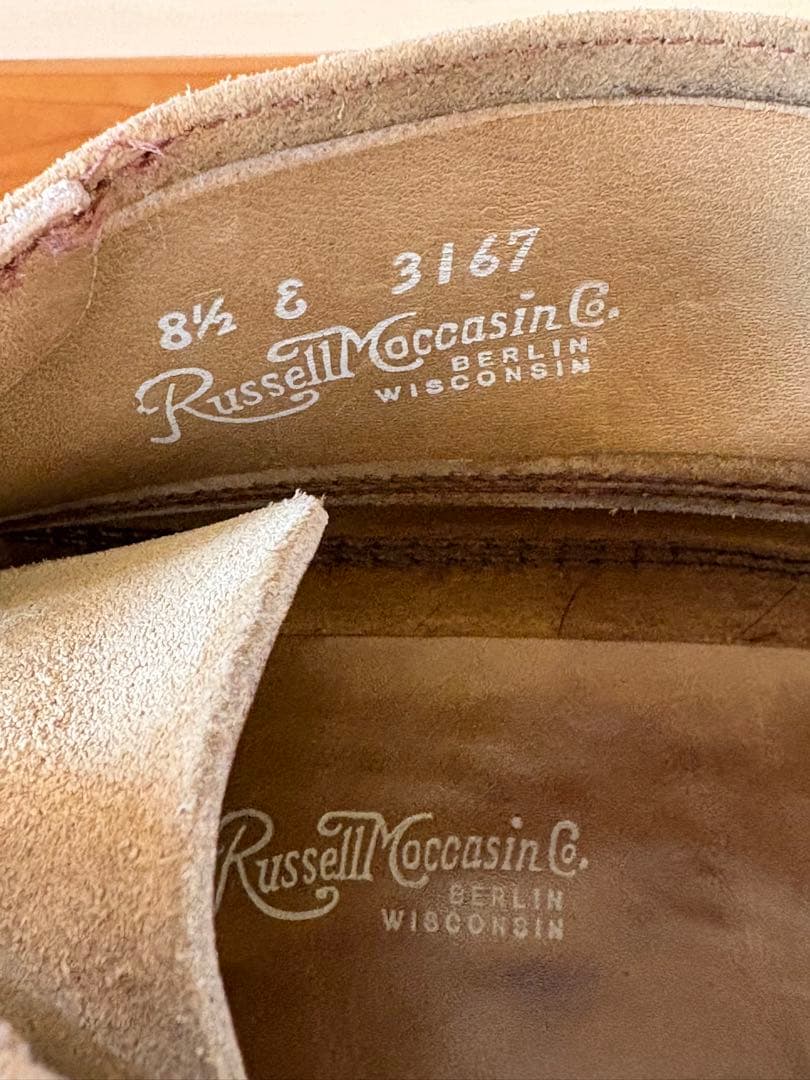 8½ E 3167
Russell Moccasin Co.
BERLIN
WISCONSIN
Russell Moccasin Co.
BERLIN
WISCONSIN